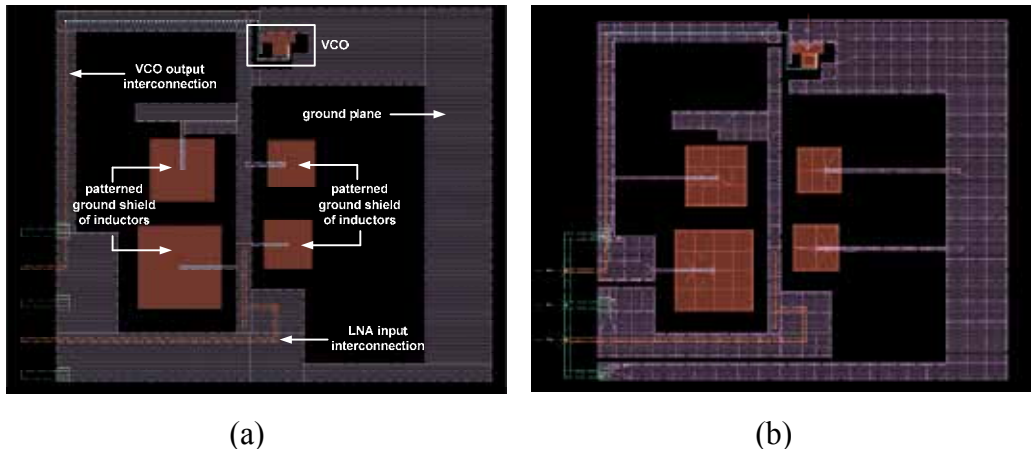 VCO
VCO output
interconnection
ground plane
patterned
ground shield
of inductors
patterned
ground shield
of inductors
LNA input
interconnection
(a)
(b)